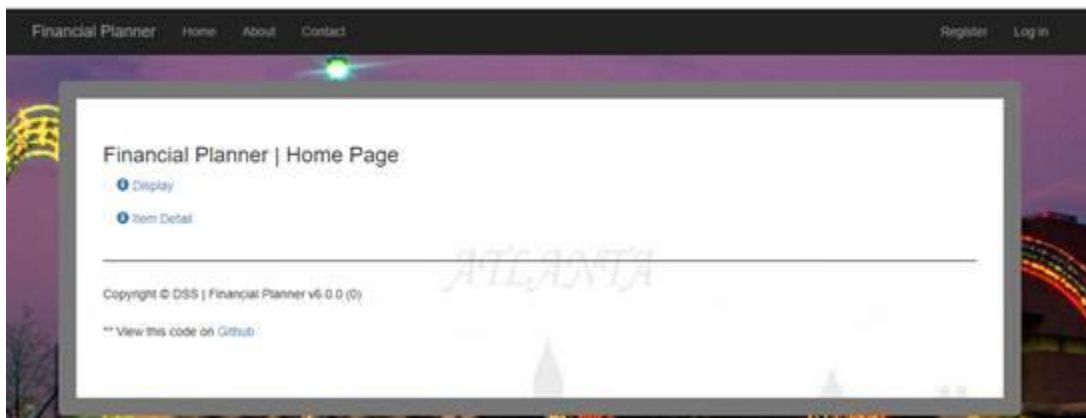 Financial Planner Home About Contact Register Log in
Financial Planner | Home Page
Display
Item Detail
ATLANTA
Copyright © DSS | Financial Planner v6.0.0 (0)
** View this code on Github